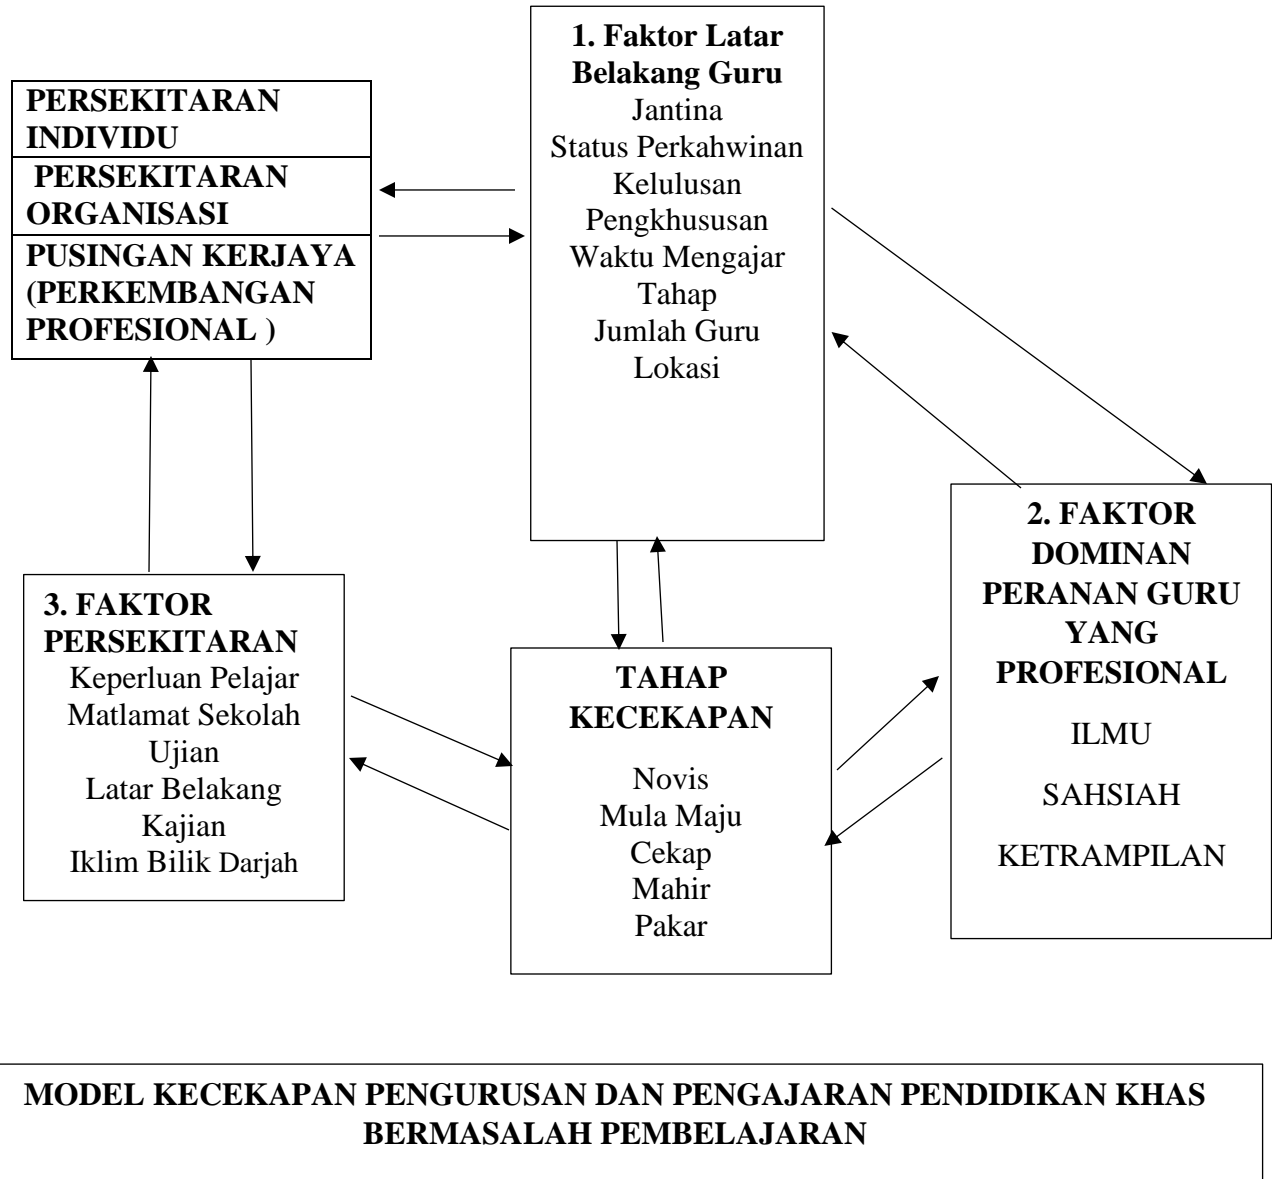 1. Faktor Latar
Belakang Guru
Jantina
Status Perkahwinan
Kelulusan
Pengkhususan
Waktu Mengajar
Tahap
Jumlah Guru
Lokasi
PERSEKITARAN
INDIVIDU
PERSEKITARAN
ORGANISASI
PUSINGAN KERJAYA
(PERKEMBANGAN
PROFESIONAL )
2. FAKTOR
DOMINAN
PERANAN GURU
YANG
PROFESIONAL
ILMU
SAHSIAH
KETRAMPILAN
3. FAKTOR
PERSEKITARAN
Keperluan Pelajar
Matlamat Sekolah
Ujian
Latar Belakang
Kajian
Iklim Bilik Darjah
TAHAP
KECEKAPAN
Novis
Mula Maju
Cekap
Mahir
Pakar
MODEL KECEKAPAN PENGURUSAN DAN PENGAJARAN PENDIDIKAN KHAS
BERMASALAH PEMBELAJARAN